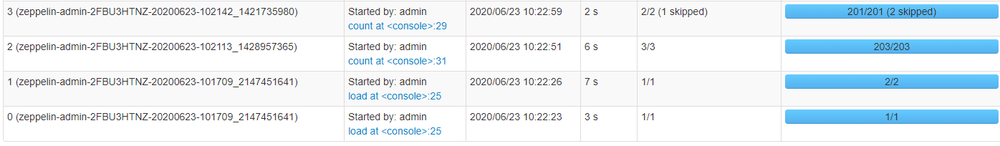 3 (zeppelin-admin-2FBU3HTNZ-20200623-102142_1421735980) Started by: admin 2020/06/23 10:22:59 2 s 2/2 (1 skipped) 201/201 (2 skipped)
count at <console>:29
2 (zeppelin-admin-2FBU3HTNZ-20200623-102113_1428957365) Started by: admin 2020/06/23 10:22:51 6 s 3/3 203/203
count at <console>:31
1 (zeppelin-admin-2FBU3HTNZ-20200623-101709_2147451641) Started by: admin 2020/06/23 10:22:26 7 s 1/1 2/2
load at <console>:25
0 (zeppelin-admin-2FBU3HTNZ-20200623-101709_2147451641) Started by: admin 2020/06/23 10:22:23 3 s 1/1 1/1
load at <console>:25